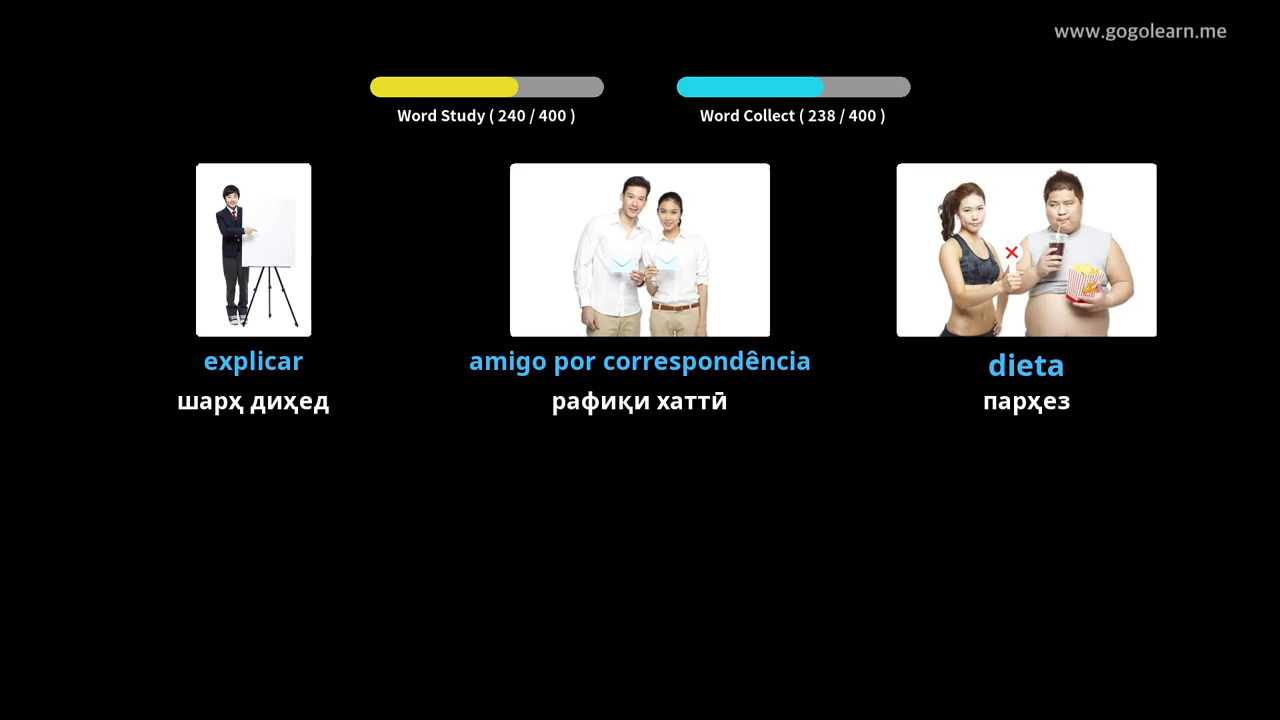 www.gogolearn.me
Word Study ( 240 / 400 )
Word Collect ( 238 / 400 )
explicar
amigo por correspondência
dieta
шарҳ диҳед
рафиқи хаттӣ
парҳез